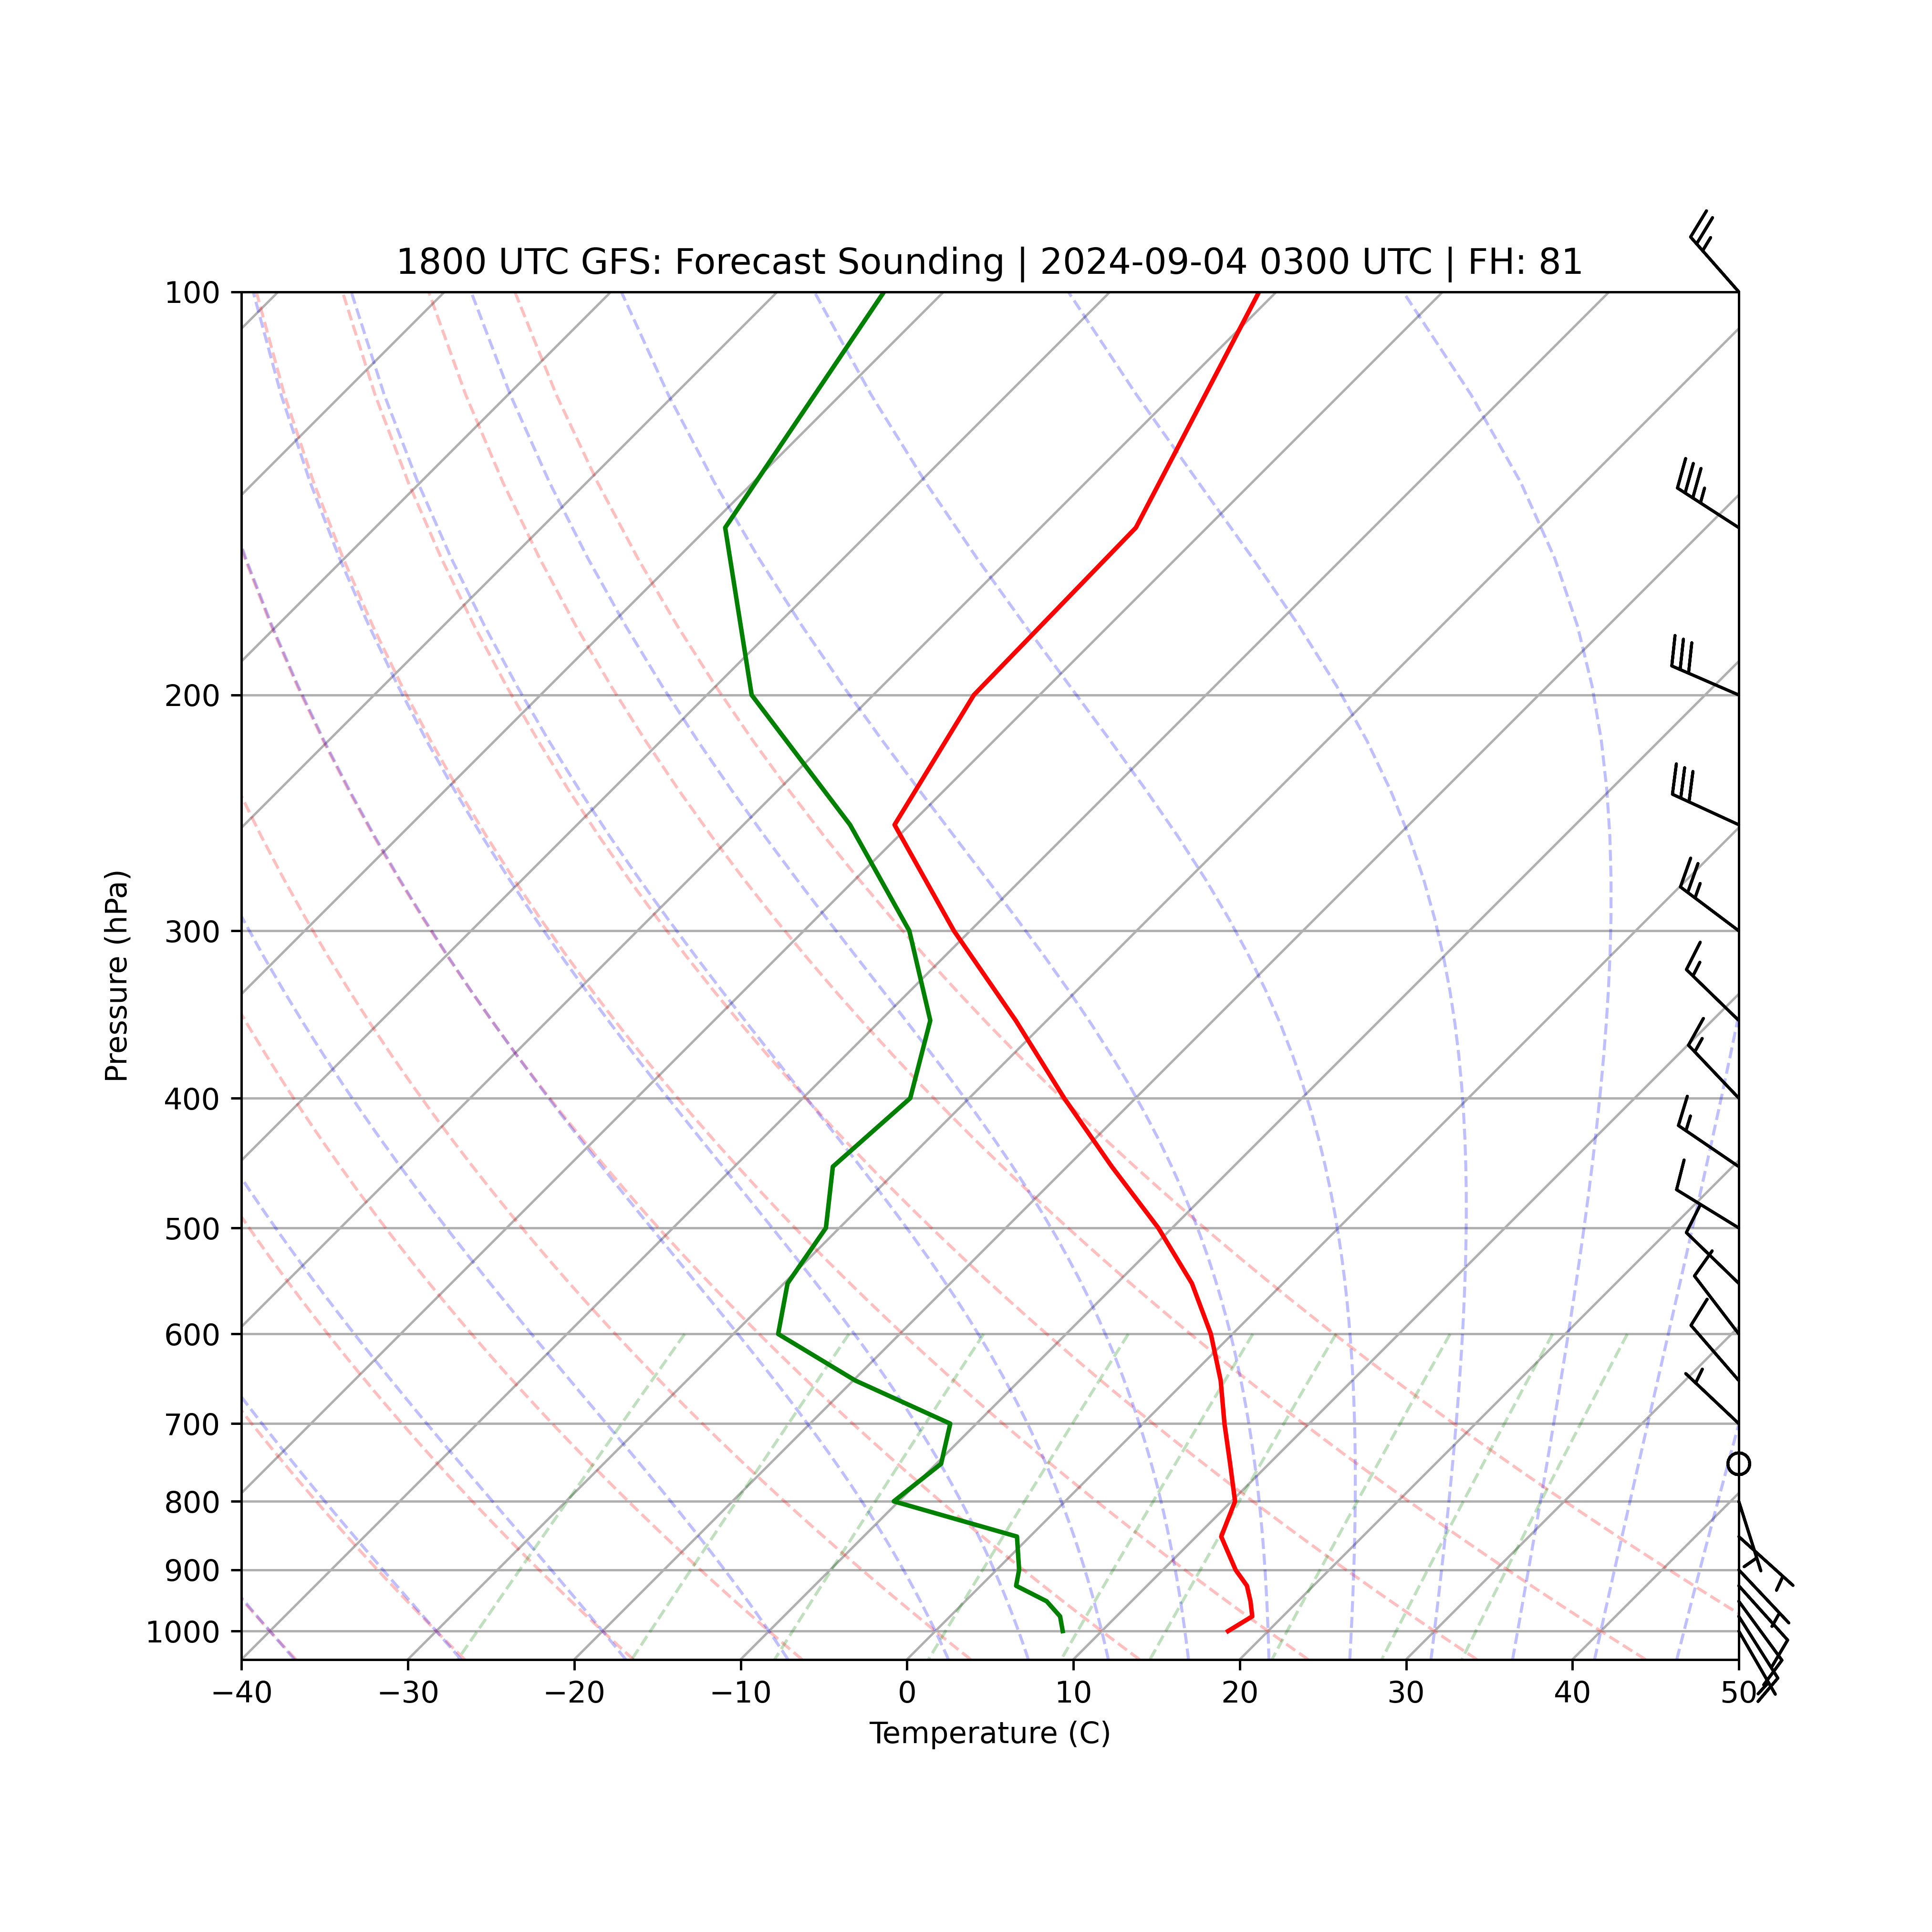 1800 UTC GFS: Forecast Sounding | 2024-09-04 0300 UTC | FH: 81
100
200
300
400
500
600
700
800
900
1000
Pressure (hPa)
−40 −30 −20 −10 0 10 20 30 40 50
Temperature (C)